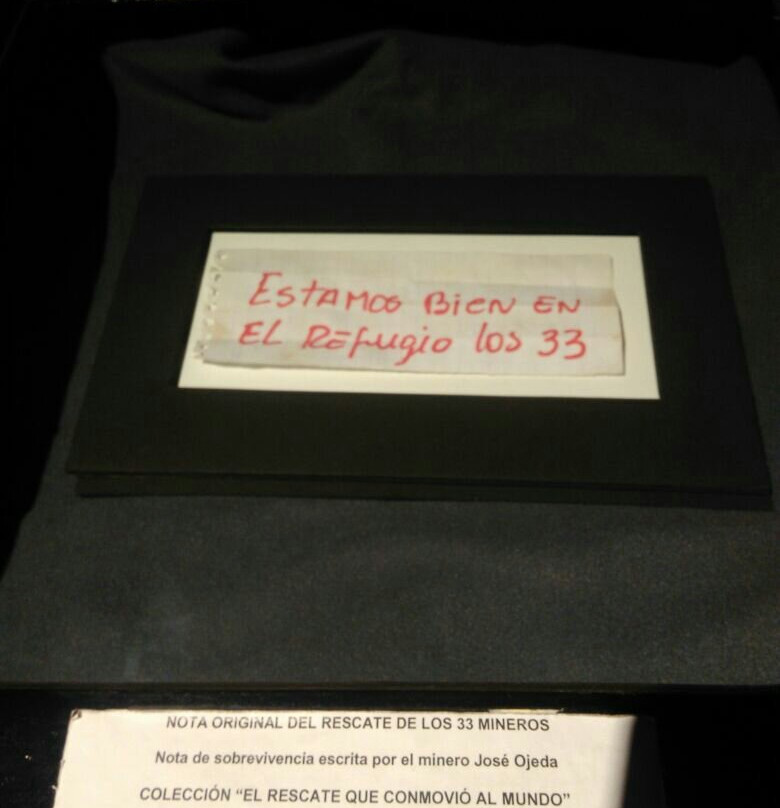 ESTAMOS BIEN EN
EL REFUGIO los 33
NOTA ORIGINAL DEL RESCATE DE LOS 33 MINEROS
Nota de sobrevivencia escrita por el minero José Ojeda
COLECCIÓN “EL RESCATE QUE CONMOVIÓ AL MUNDO”